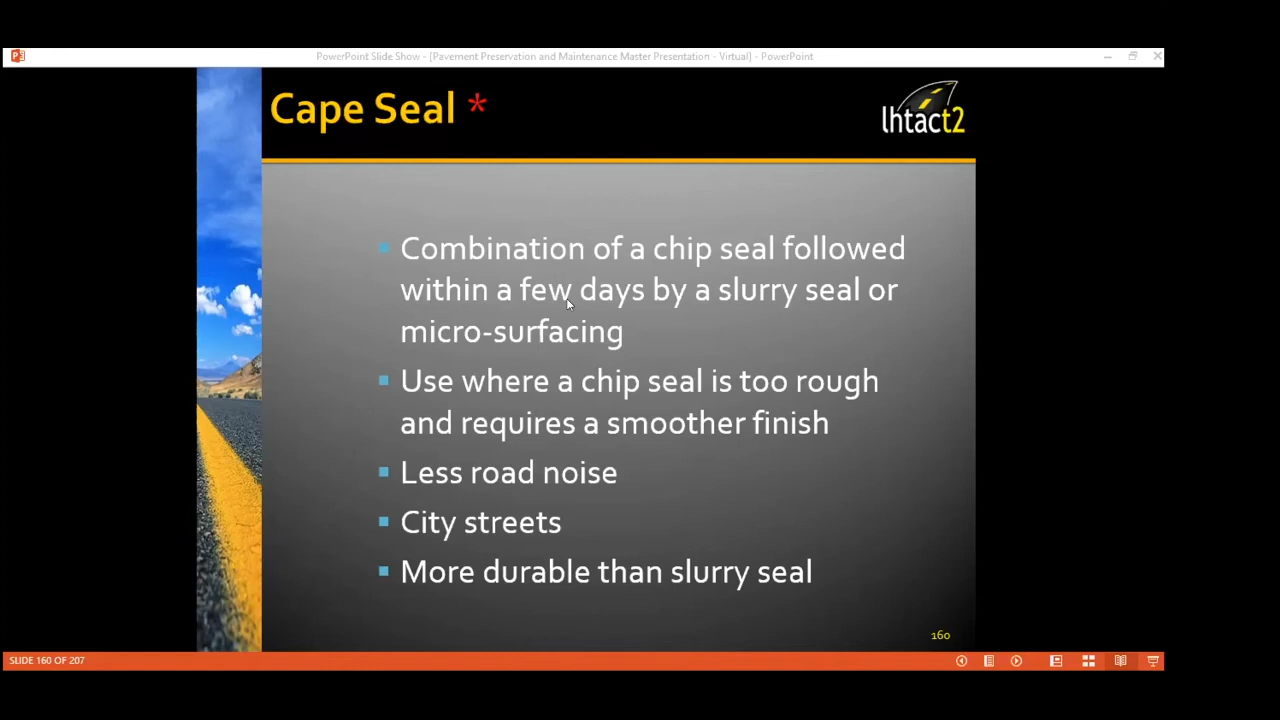 PowerPoint Slide Show - [Pavement Preservation and Maintenance Master Presentation - Virtual] - PowerPoint
Cape Seal *
lhtact2
▪ Combination of a chip seal followed
within a few days by a slurry seal or
micro-surfacing
▪ Use where a chip seal is too rough
and requires a smoother finish
▪ Less road noise
▪ City streets
▪ More durable than slurry seal
160
SLIDE 160 OF 207